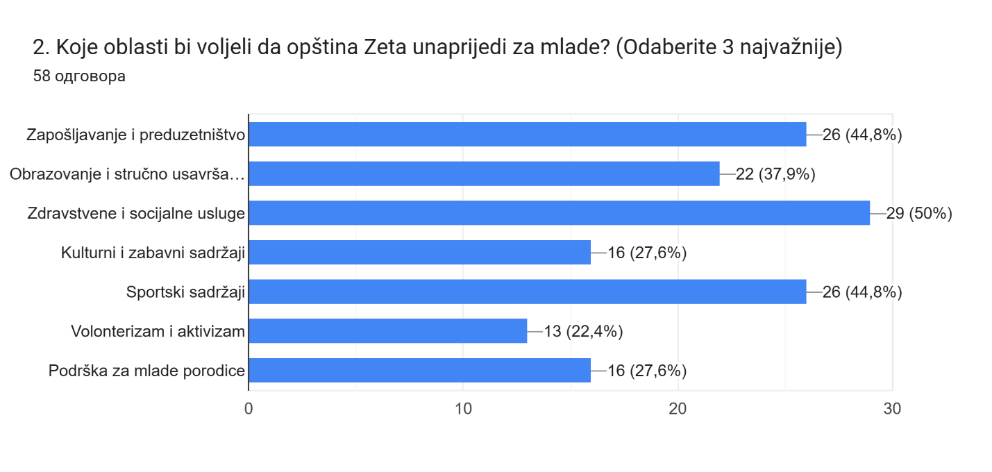 2. Koje oblasti bi voljeli da opština Zeta unaprijedi za mlade? (Odaberite 3 najvažnije)
58 одговора
Zapošljavanje i preduzetništvo 26 (44,8%)
Obrazovanje i stručno usavrša… 22 (37,9%)
Zdravstvene i socijalne usluge 29 (50%)
Kulturni i zabavni sadržaji 16 (27,6%)
Sportski sadržaji 26 (44,8%)
Volonterizam i aktivizam 13 (22,4%)
Podrška za mlade porodice 16 (27,6%)
0 10 20 30